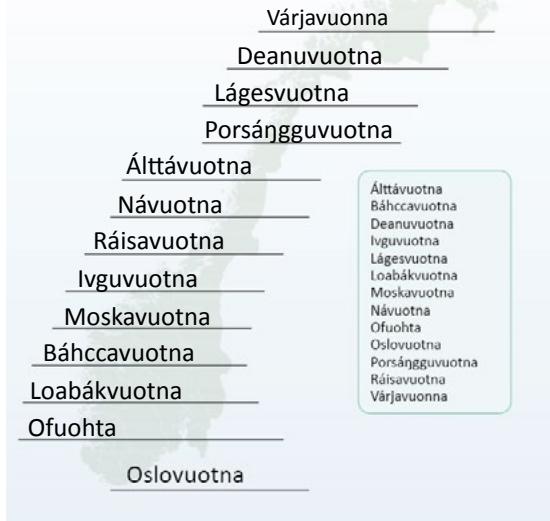 Várjavuonna
Deanuvuotna
Lágesvuotna
Porsáŋgguvuotna
Álttávuotna
Návuotna
Ráisavuotna
Ivguvuotna
Moskavuotna
Báhccavuotna
Loabákvuotna
Ofuohta
Oslovuotna
Álttávuotna
Báhccavuotna
Deanuvuotna
Ivguvuotna
Lágesvuotna
Loabákvuotna
Moskavuotna
Návuotna
Ofuohta
Oslovuotna
Porsáŋgguvuotna
Ráisavuotna
Várjavuonna